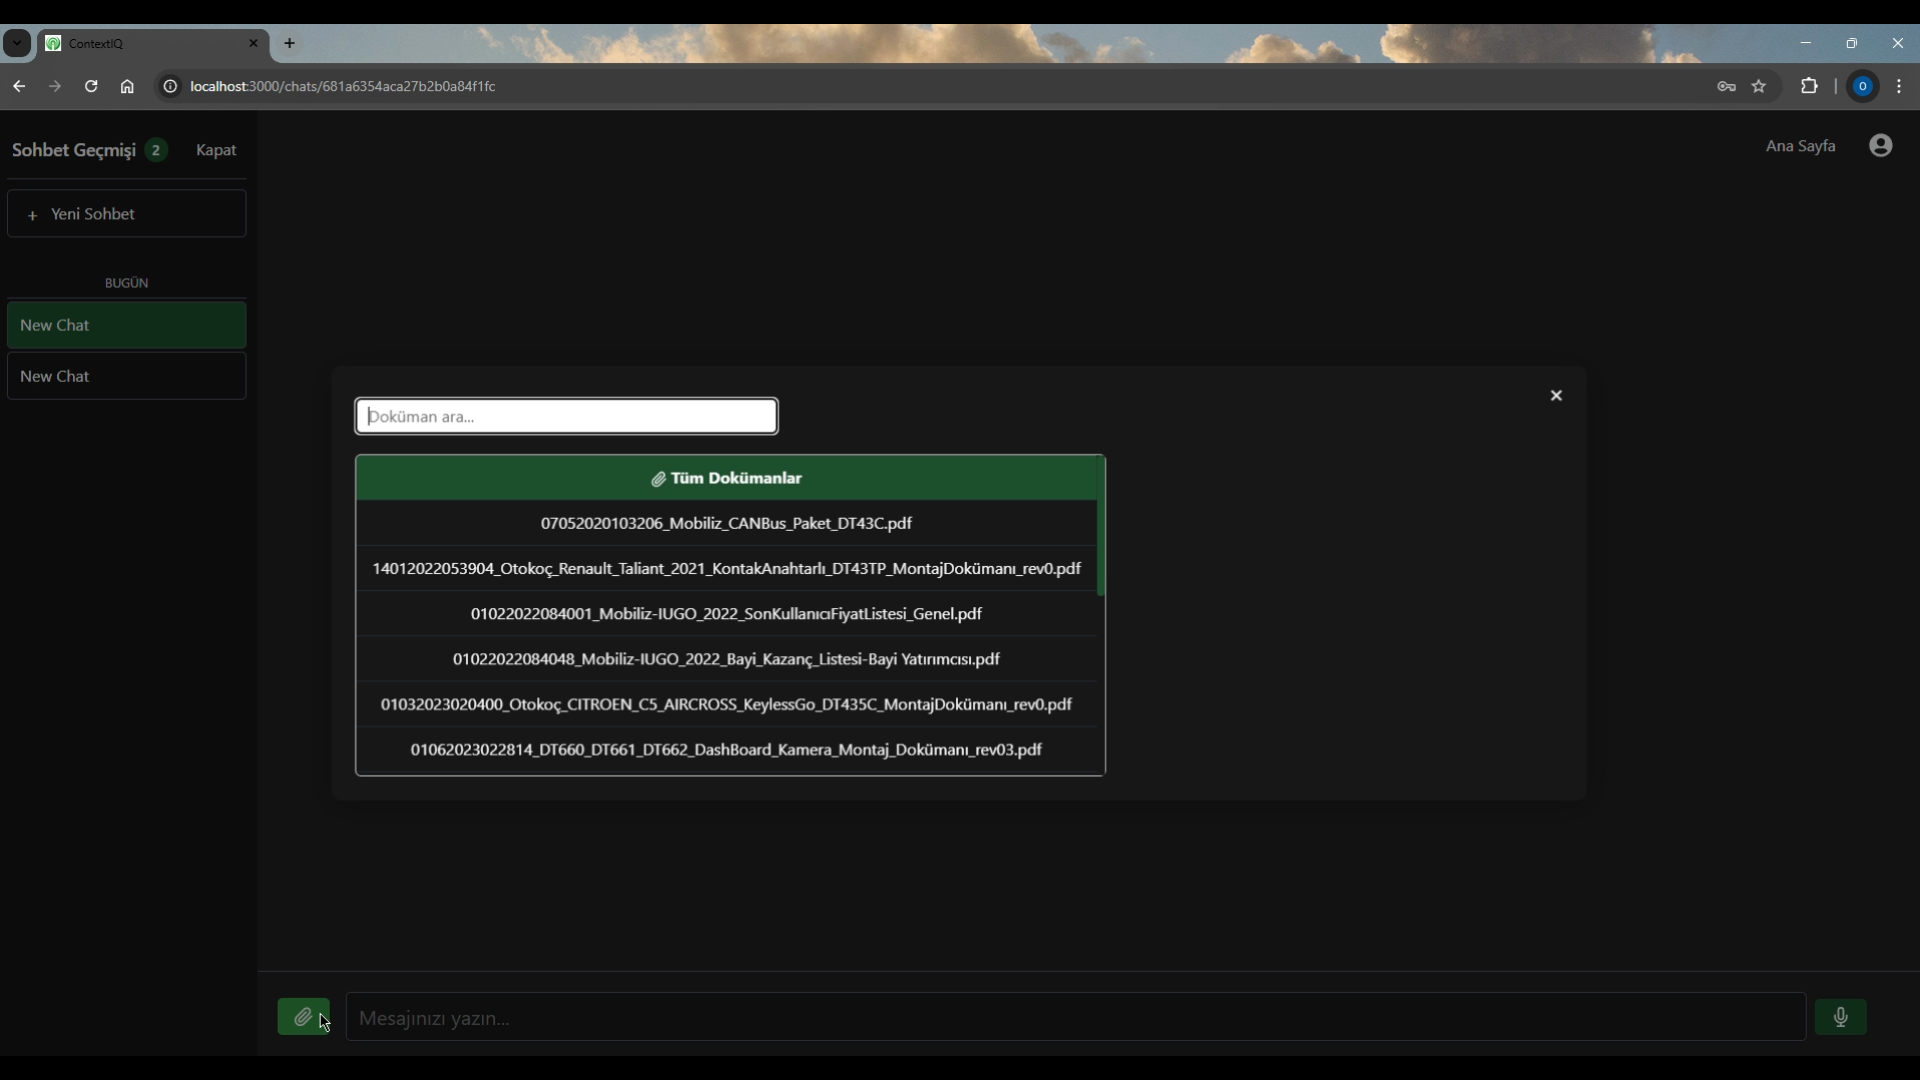 ContextIQ
localhost:3000/chats/681a6354aca27b2b0a84f1fc
O
Sohbet Geçmişi 2 Kapat
Ana Sayfa
+ Yeni Sohbet
BUGÜN
New Chat
New Chat
Doküman ara...
Tüm Dokümanlar
07052020103206_Mobiliz_CANBus_Paket_DT43C.pdf
14012022053904_Otokoç_Renault_Taliant_2021_KontakAnahtarlı_DT43TP_MontajDokümanı_rev0.pdf
01022022084001_Mobiliz-IUGO_2022_SonKullanıcıFiyatListesi_Genel.pdf
01022022084048_Mobiliz-IUGO_2022_Bayi_Kazanç_Listesi-Bayi Yatırımcısı.pdf
01032023020400_Otokoç_CITROEN_C5_AIRCROSS_KeylessGo_DT435C_MontajDokümanı_rev0.pdf
01062023022814_DT660_DT661_DT662_DashBoard_Kamera_Montaj_Dokümanı_rev03.pdf
Mesajınızı yazın...